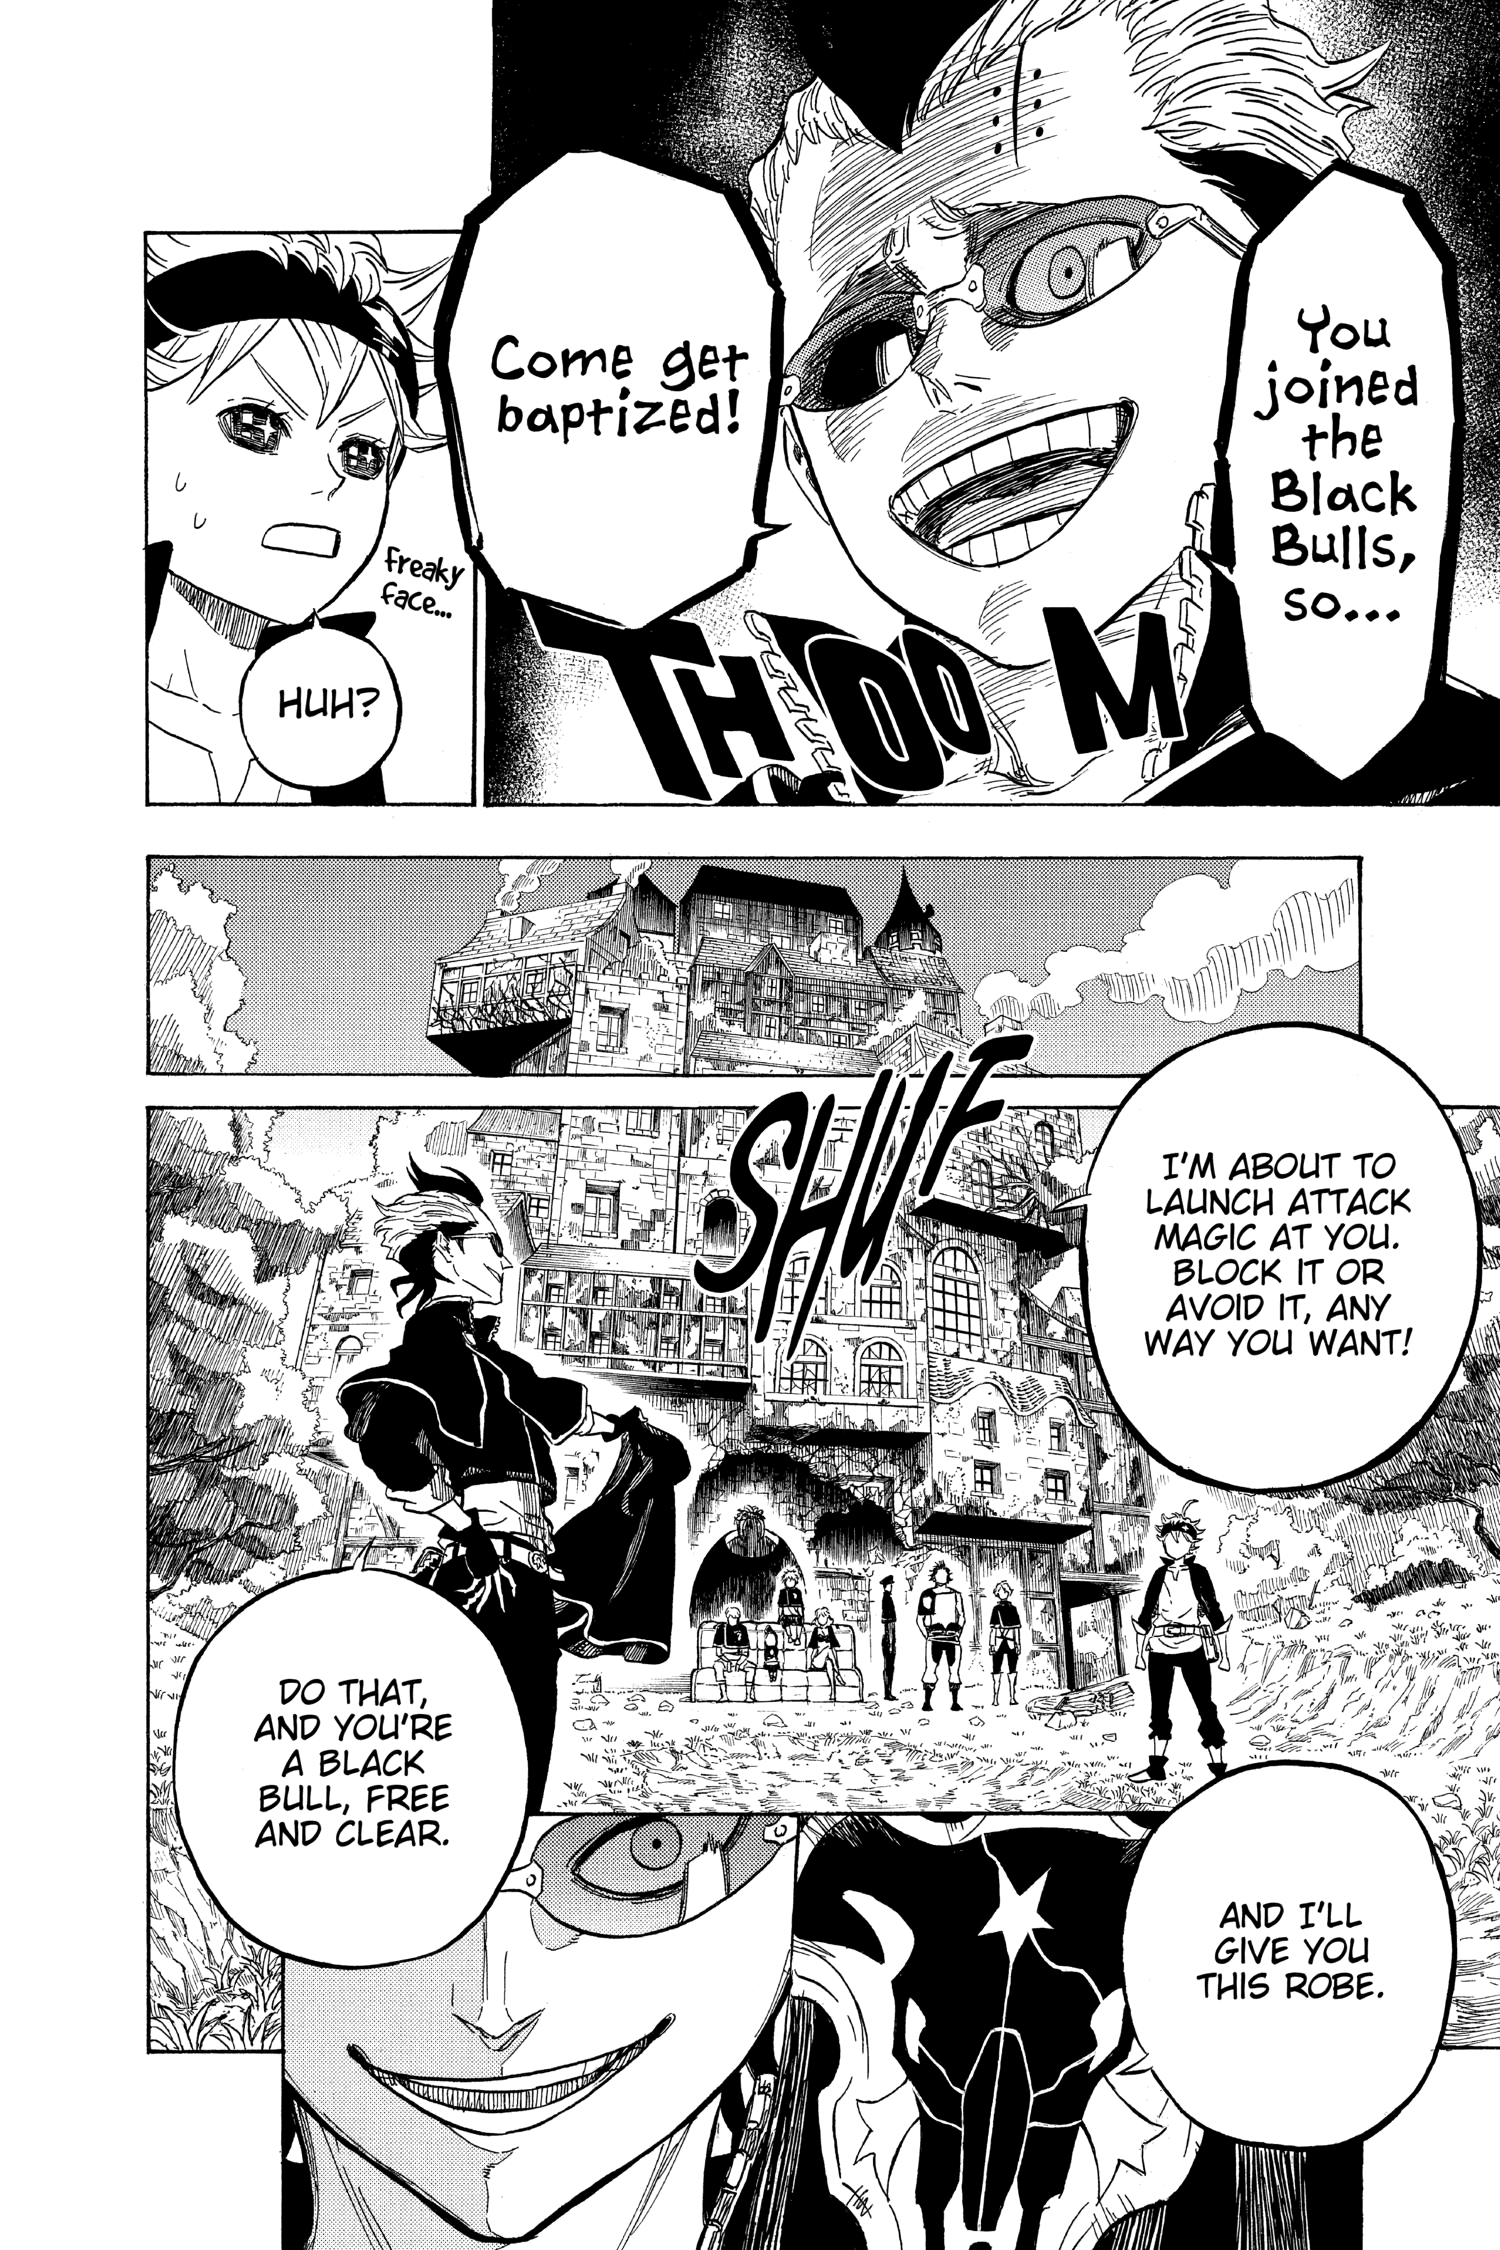 You
joined
the
Black
Bulls,
so...
Come get
baptized!
THOOM
freaky
face...
HUH?
SHUF
I'M ABOUT TO
LAUNCH ATTACK
MAGIC AT YOU.
BLOCK IT OR
AVOID IT, ANY
WAY YOU WANT!
DO THAT,
AND YOU'RE
A BLACK
BULL, FREE
AND CLEAR.
AND I'LL
GIVE YOU
THIS ROBE.